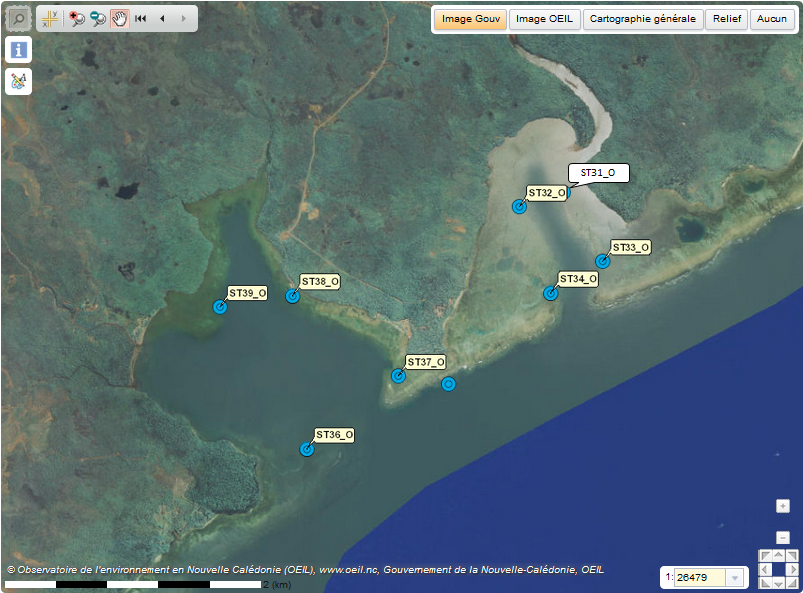 Image Gouv Image OEIL Cartographie générale Relief Aucun
ST31_O
ST32_O
ST33_O
ST34_O
ST38_O
ST39_O
ST37_O
ST36_O
© Observatoire de l'environnement en Nouvelle Calédonie (OEIL), www.oeil.nc, Gouvernement de la Nouvelle-Calédonie, OEIL
2 (km)
1: 26479